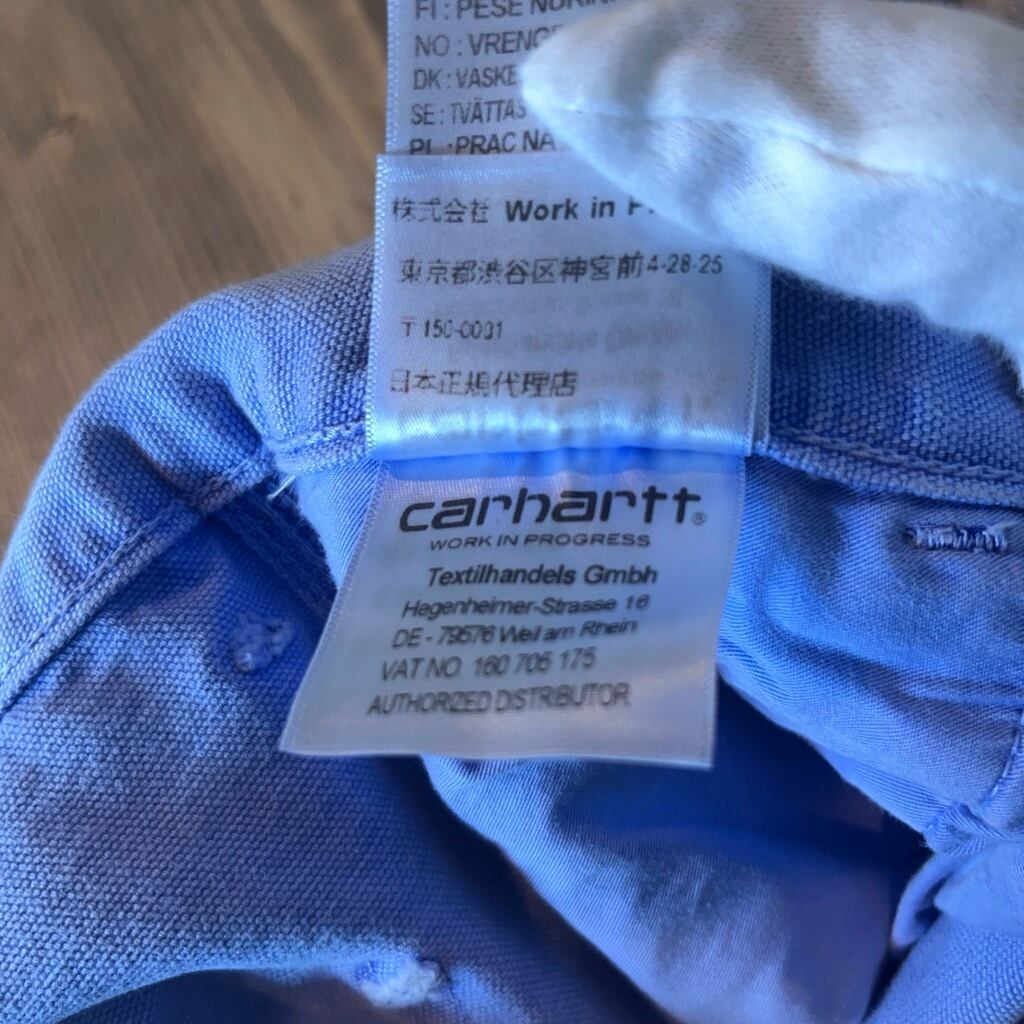 FI : PESE
NO : VRENG
DK : VASKE
SE : TVÄTTAS
PL : PRAC NA
株式会社 Work in
東京都渋谷区神宮前4-28-25
〒150-0001
日本正規代理店
carhartt®
WORK IN PROGRESS
Textilhandels Gmbh
Hegenheimer-Strasse 16
DE - 79576 Weil am Rhein
VAT NO. 160 705 175
AUTHORIZED DISTRIBUTOR